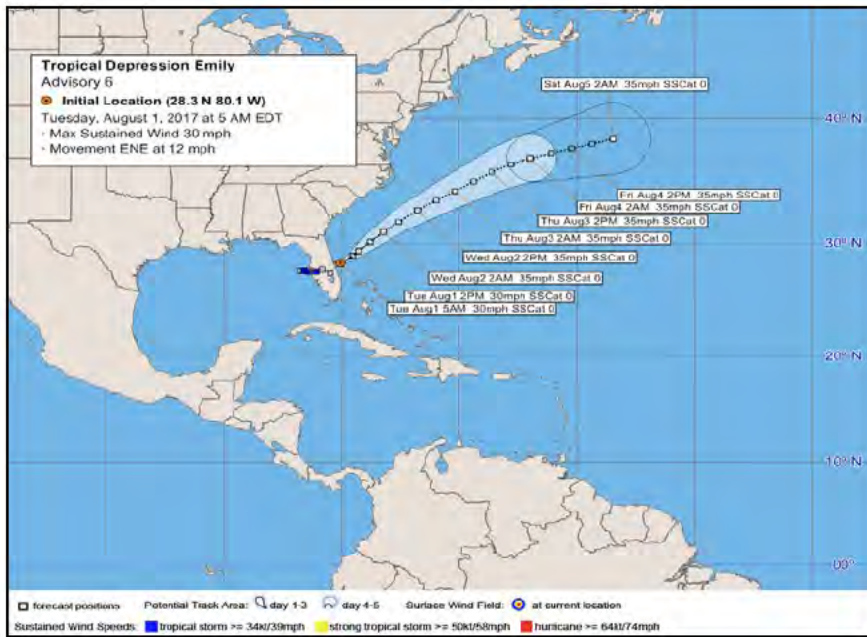 Tropical Depression Emily
Advisory 6
Initial Location (28.3 N 80.1 W)
Tuesday, August 1, 2017 at 5 AM EDT
· Max Sustained Wind 30 mph
· Movement ENE at 12 mph
Sat Aug5 2AM 35mph SSCat 0
40° N
Fri Aug4 2PM 35mph SSCat 0
Fri Aug4 2AM 35mph SSCat 0
Thu Aug3 2PM 35mph SSCat 0
Thu Aug3 2AM 35mph SSCat 0
30° N
Wed Aug2 2PM 35mph SSCat 0
Wed Aug2 2AM 35mph SSCat 0
Tue Aug1 2PM 30mph SSCat 0
Tue Aug1 5AM 30mph SSCat 0
20° N
10° N
00° N
forecast positions Potential Track Area: day 1-3 day 4-5 Surface Wind Field: at current location
Sustained Wind Speeds: tropical storm >= 34kt/39mph strong tropical storm >= 50kt/58mph hurricane >= 64kt/74mph